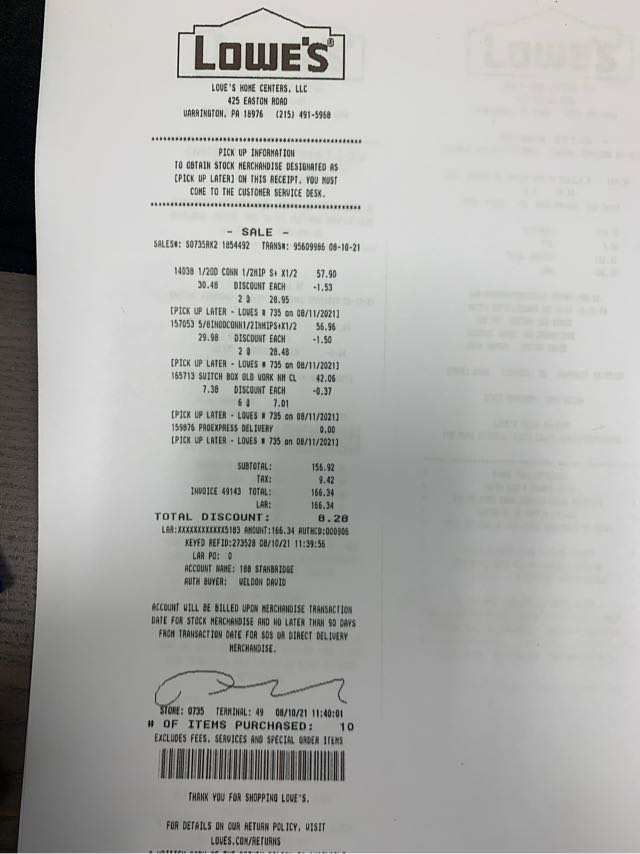 LOWE'S®
LOWE'S HOME CENTERS, LLC
425 EASTON ROAD
WARRINGTON, PA 18976 (215) 491-5968
PICK UP INFORMATION
TO OBTAIN STOCK MERCHANDISE DESIGNATED AS
[PICK UP LATER] ON THIS RECEIPT, YOU MUST
COME TO THE CUSTOMER SERVICE DESK.
- SALE -
SALES#: S0735RK2 1854492 TRANS#: 95609986 08-10-21
14038 1/2OD CONN 1/2MIP S+ X1/2 57.90
30.48 DISCOUNT EACH -1.53
2 @ 28.95
[PICK UP LATER - LOWES # 735 on 08/11/2021]
157053 5/8INODCONN1/2INMIPS+X1/2 56.96
29.98 DISCOUNT EACH -1.50
2 @ 28.48
[PICK UP LATER - LOWES # 735 on 08/11/2021]
165713 SWITCH BOX OLD WORK NM CL 42.06
7.38 DISCOUNT EACH -0.37
6 @ 7.01
[PICK UP LATER - LOWES # 735 on 08/11/2021]
159876 PROEXPRESS DELIVERY 0.00
[PICK UP LATER - LOWES # 735 on 08/11/2021]
SUBTOTAL: 156.92
TAX: 9.42
INVOICE 49143 TOTAL: 166.34
LAR: 166.34
TOTAL DISCOUNT: 8.28
LAR:XXXXXXXXXXXX5103 AMOUNT:166.34 AUTHCD:000906
KEYED REFID:273528 08/10/21 11:39:56
LAR PO: 0
ACCOUNT NAME: 188 STANBRIDGE
AUTH BUYER: WELDON DAVID
ACCOUNT WILL BE BILLED UPON MERCHANDISE TRANSACTION
DATE FOR STOCK MERCHANDISE AND NO LATER THAN 90 DAYS
FROM TRANSACTION DATE FOR SOS OR DIRECT DELIVERY
MERCHANDISE.
STORE: 0735 TERMINAL: 49 08/10/21 11:40:01
# OF ITEMS PURCHASED: 10
EXCLUDES FEES, SERVICES AND SPECIAL ORDER ITEMS
THANK YOU FOR SHOPPING LOWE'S.
FOR DETAILS ON OUR RETURN POLICY, VISIT
LOWES.COM/RETURNS